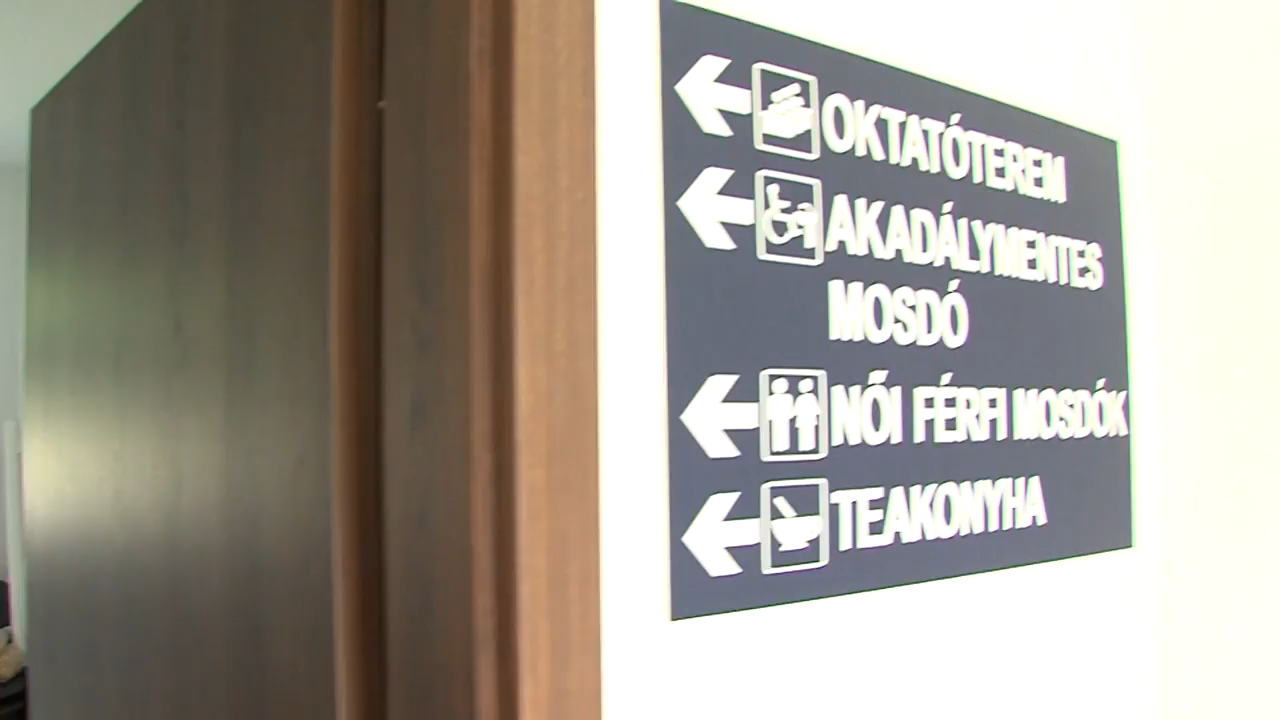 OKTATÓTEREM
AKADÁLYMENTES
MOSDÓ
NŐI FÉRFI MOSDÓK
TEAKONYHA